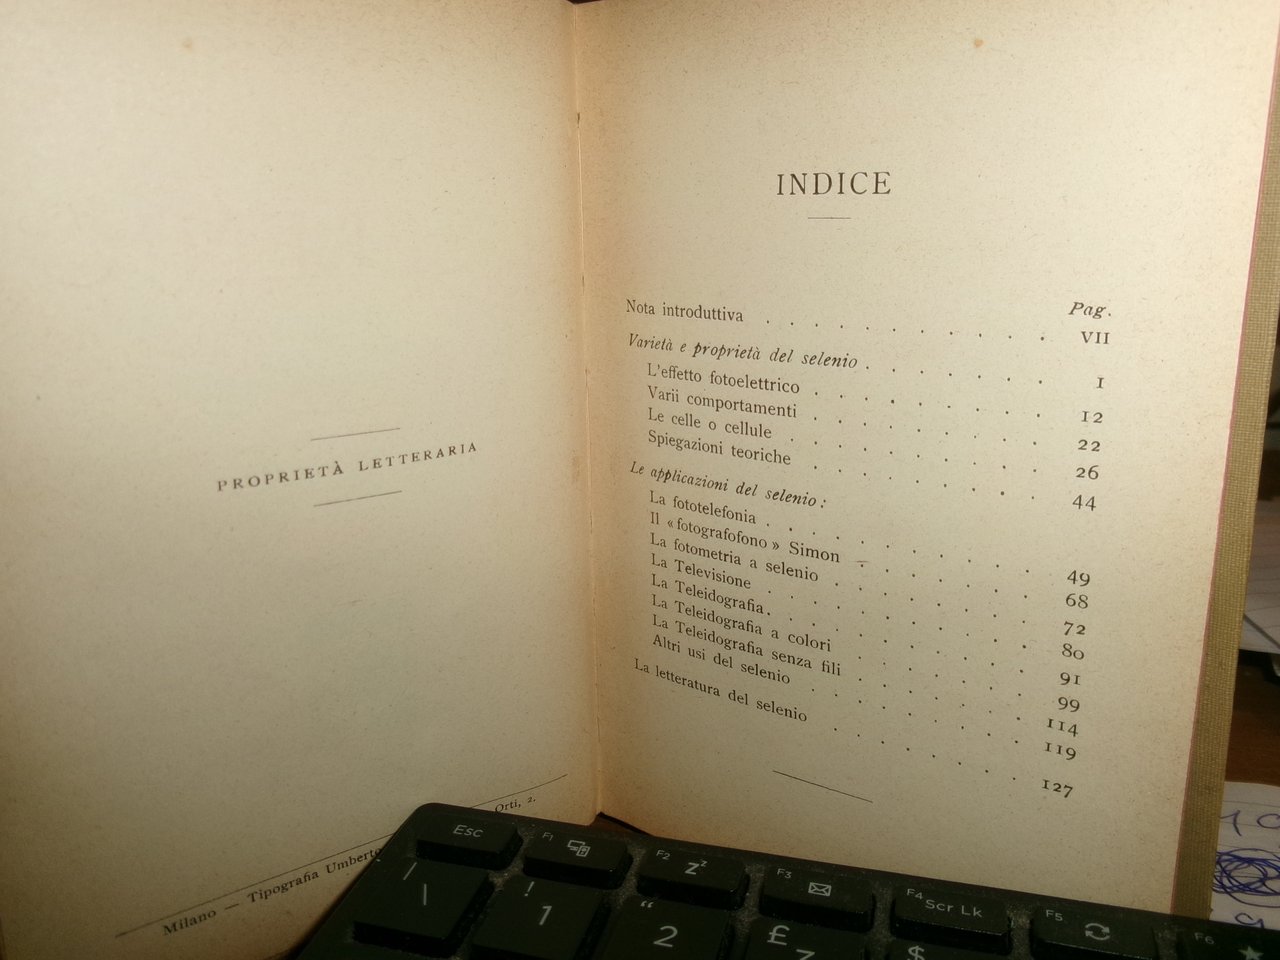 PROPRIETÀ LETTERARIA
Milano — Tipografia Umberto Orti, 2.
INDICE
Pag.
Nota introduttiva . . . . . . . . . . . . VII
Varietà e proprietà del selenio . . . . . . . . I
L'effetto fotoelettrico . . . . . . . . . . 12
Varii comportamenti . . . . . . . . . . 22
Le celle o cellule . . . . . . . . . . . 26
Spiegazioni teoriche . . . . . . . . . . 44
Le applicazioni del selenio :
La fototelefonia . . . . . . . . . . . 49
Il « fotografofono » Simon . . . . . . . . 68
La fotometria a selenio . . . . . . . . . 72
La Televisione . . . . . . . . . . . 80
La Teleidografia . . . . . . . . . . . 91
La Teleidografia a colori . . . . . . . . 99
La Teleidografia senza fili . . . . . . . . 114
Altri usi del selenio . . . . . . . . . 119
La letteratura del selenio . . . . . . . . 127
Esc
F1
F2
zz
F3
F4
Scr Lk
F5
F6
|
\
!
1
"
2
£
$